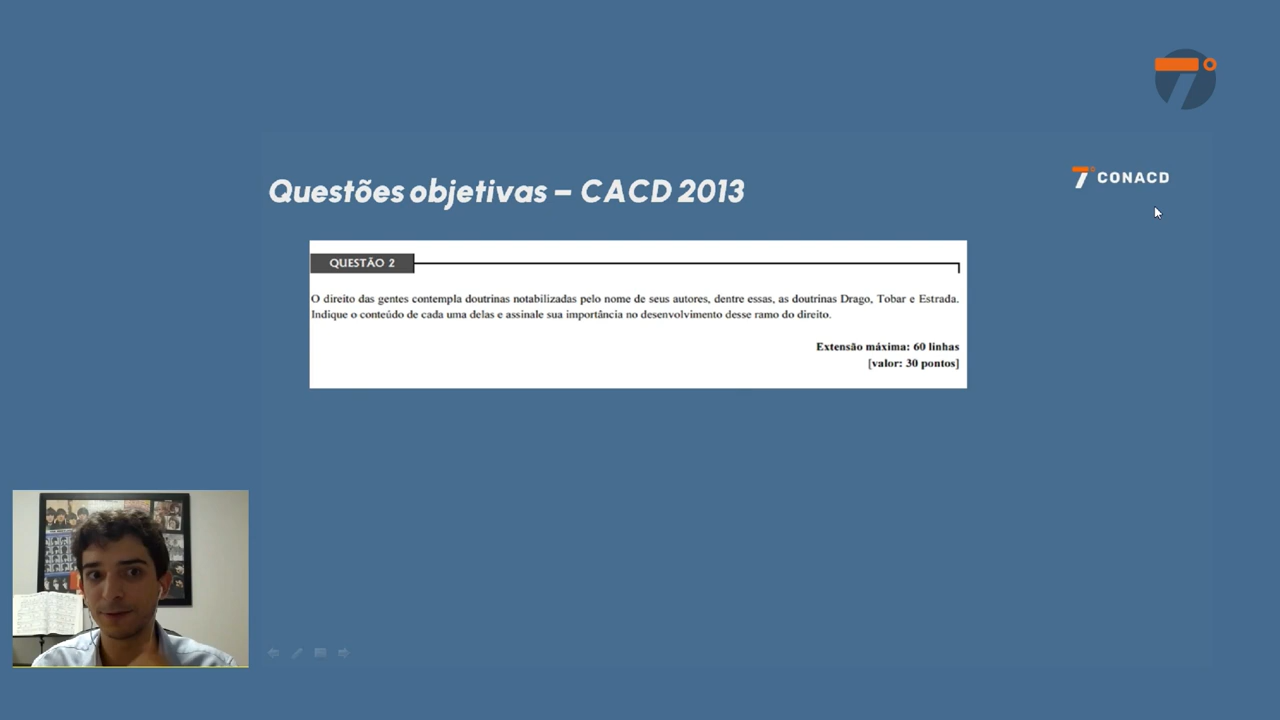 7º CONACD
Questões objetivas – CACD 2013
QUESTÃO 2
O direito das gentes contempla doutrinas notabilizadas pelo nome de seus autores, dentre essas, as doutrinas Drago, Tobar e Estrada.
Indique o conteúdo de cada uma delas e assinale sua importância no desenvolvimento desse ramo do direito.
Extensão máxima: 60 linhas
[valor: 30 pontos]